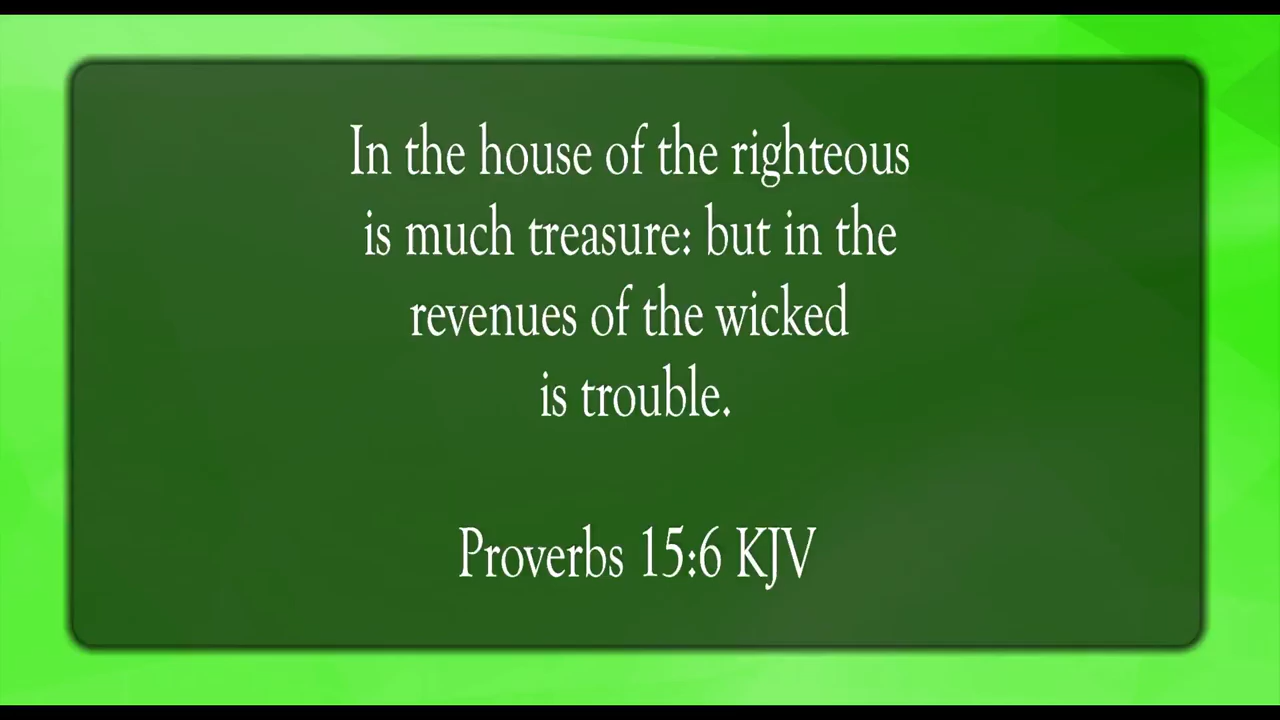 In the house of the righteous
is much treasure: but in the
revenues of the wicked
is trouble.
Proverbs 15:6 KJV